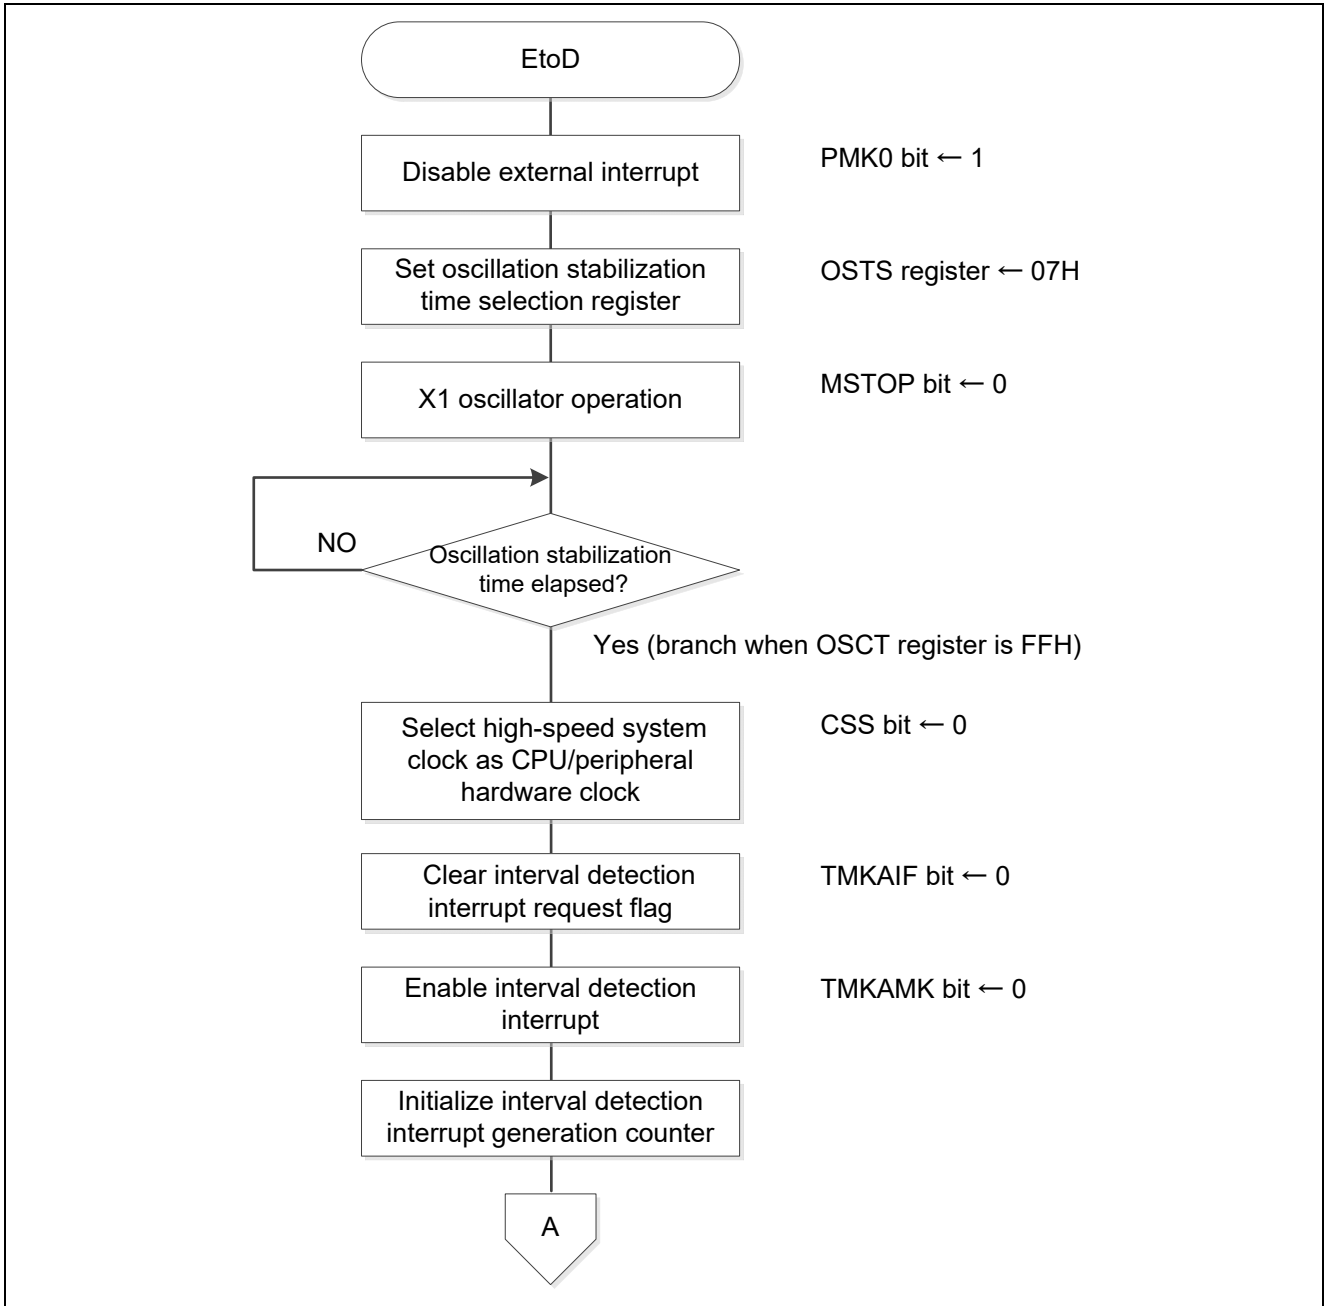 EtoD
Disable external interrupt
PMK0 bit ← 1
Set oscillation stabilization
time selection register
OSTS register ← 07H
X1 oscillator operation
MSTOP bit ← 0
NO
Oscillation stabilization
time elapsed?
Yes (branch when OSCT register is FFH)
Select high-speed system
clock as CPU/peripheral
hardware clock
CSS bit ← 0
Clear interval detection
interrupt request flag
TMKAIF bit ← 0
Enable interval detection
interrupt
TMKAMK bit ← 0
Initialize interval detection
interrupt generation counter
A